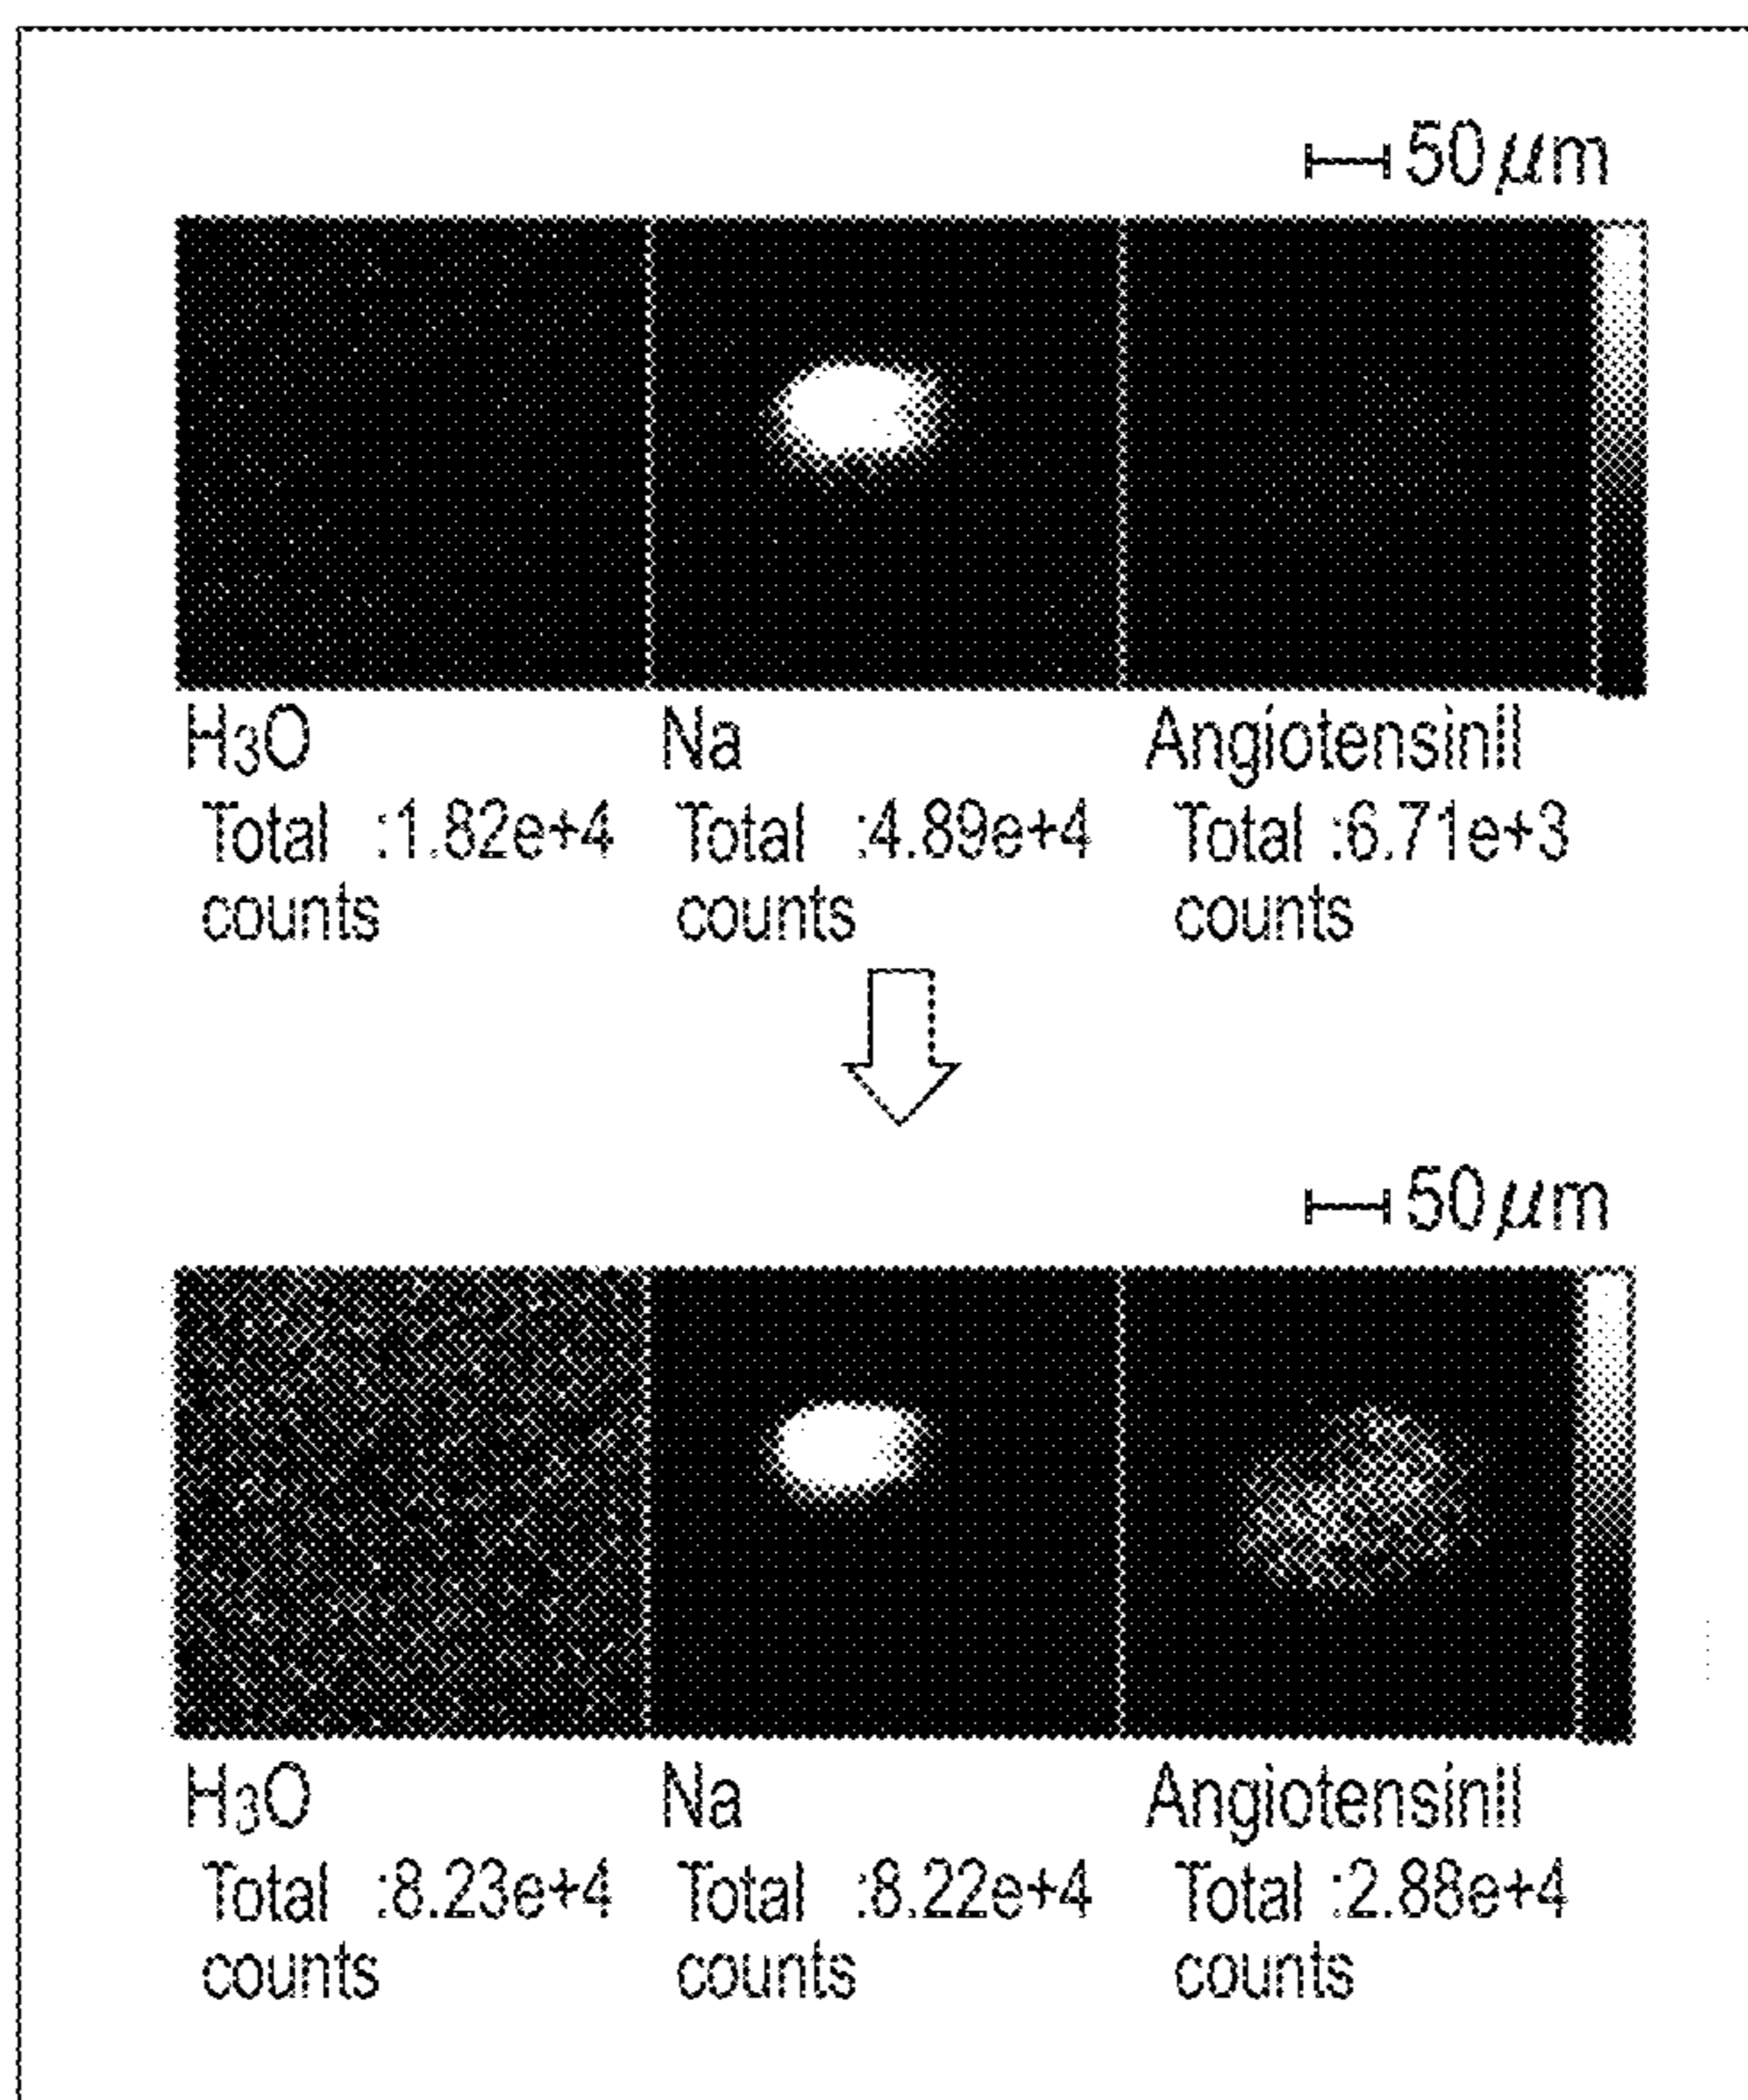 50 μm
H3O Na AngiotensinII
Total :1.82e+4 Total :4.89e+4 Total :6.71e+3
counts counts counts
50 μm
H3O Na AngiotensinII
Total :8.23e+4 Total :8.22e+4 Total :2.88e+4
counts counts counts